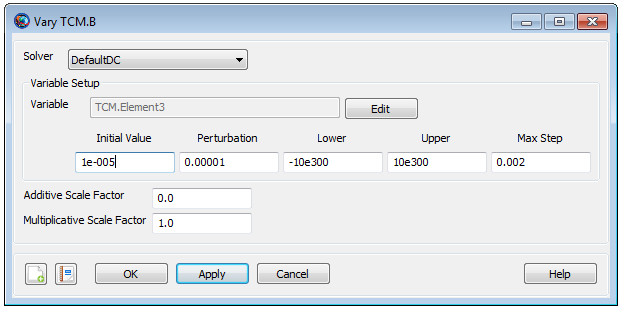 Vary TCM.B
Solver DefaultDC
Variable Setup
Variable TCM.Element3 Edit
Initial Value Perturbation Lower Upper Max Step
1e-005 0.00001 -10e300 10e300 0.002
Additive Scale Factor 0.0
Multiplicative Scale Factor 1.0
OK Apply Cancel Help